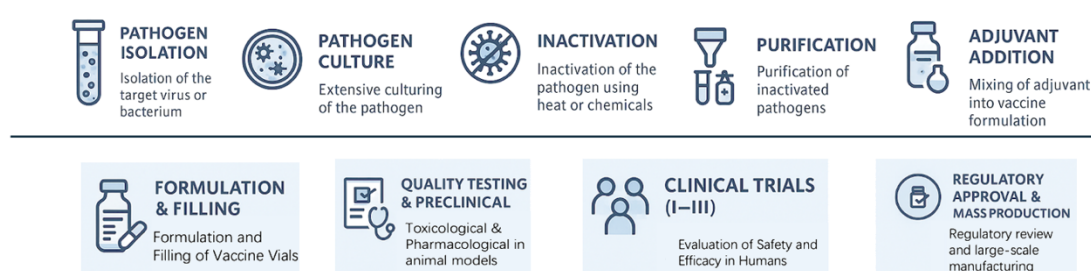 PATHOGEN
ISOLATION
Isolation of the
target virus or
bacterium
PATHOGEN
CULTURE
Extensive culturing
of the pathogen
INACTIVATION
Inactivation of the
pathogen using
heat or chemicals
PURIFICATION
Purification of
inactivated
pathogens
ADJUVANT
ADDITION
Mixing of adjuvant
into vaccine
formulation
FORMULATION
& FILLING
Formulation and
Filling of Vaccine Vials
QUALITY TESTING
& PRECLINICAL
Toxicological &
Pharmacological in
animal models
CLINICAL TRIALS
(I–III)
Evaluation of Safety and
Efficacy in Humans
REGULATORY
APPROVAL &
MASS PRODUCTION
Regulatory review
and large-scale
manufacturing